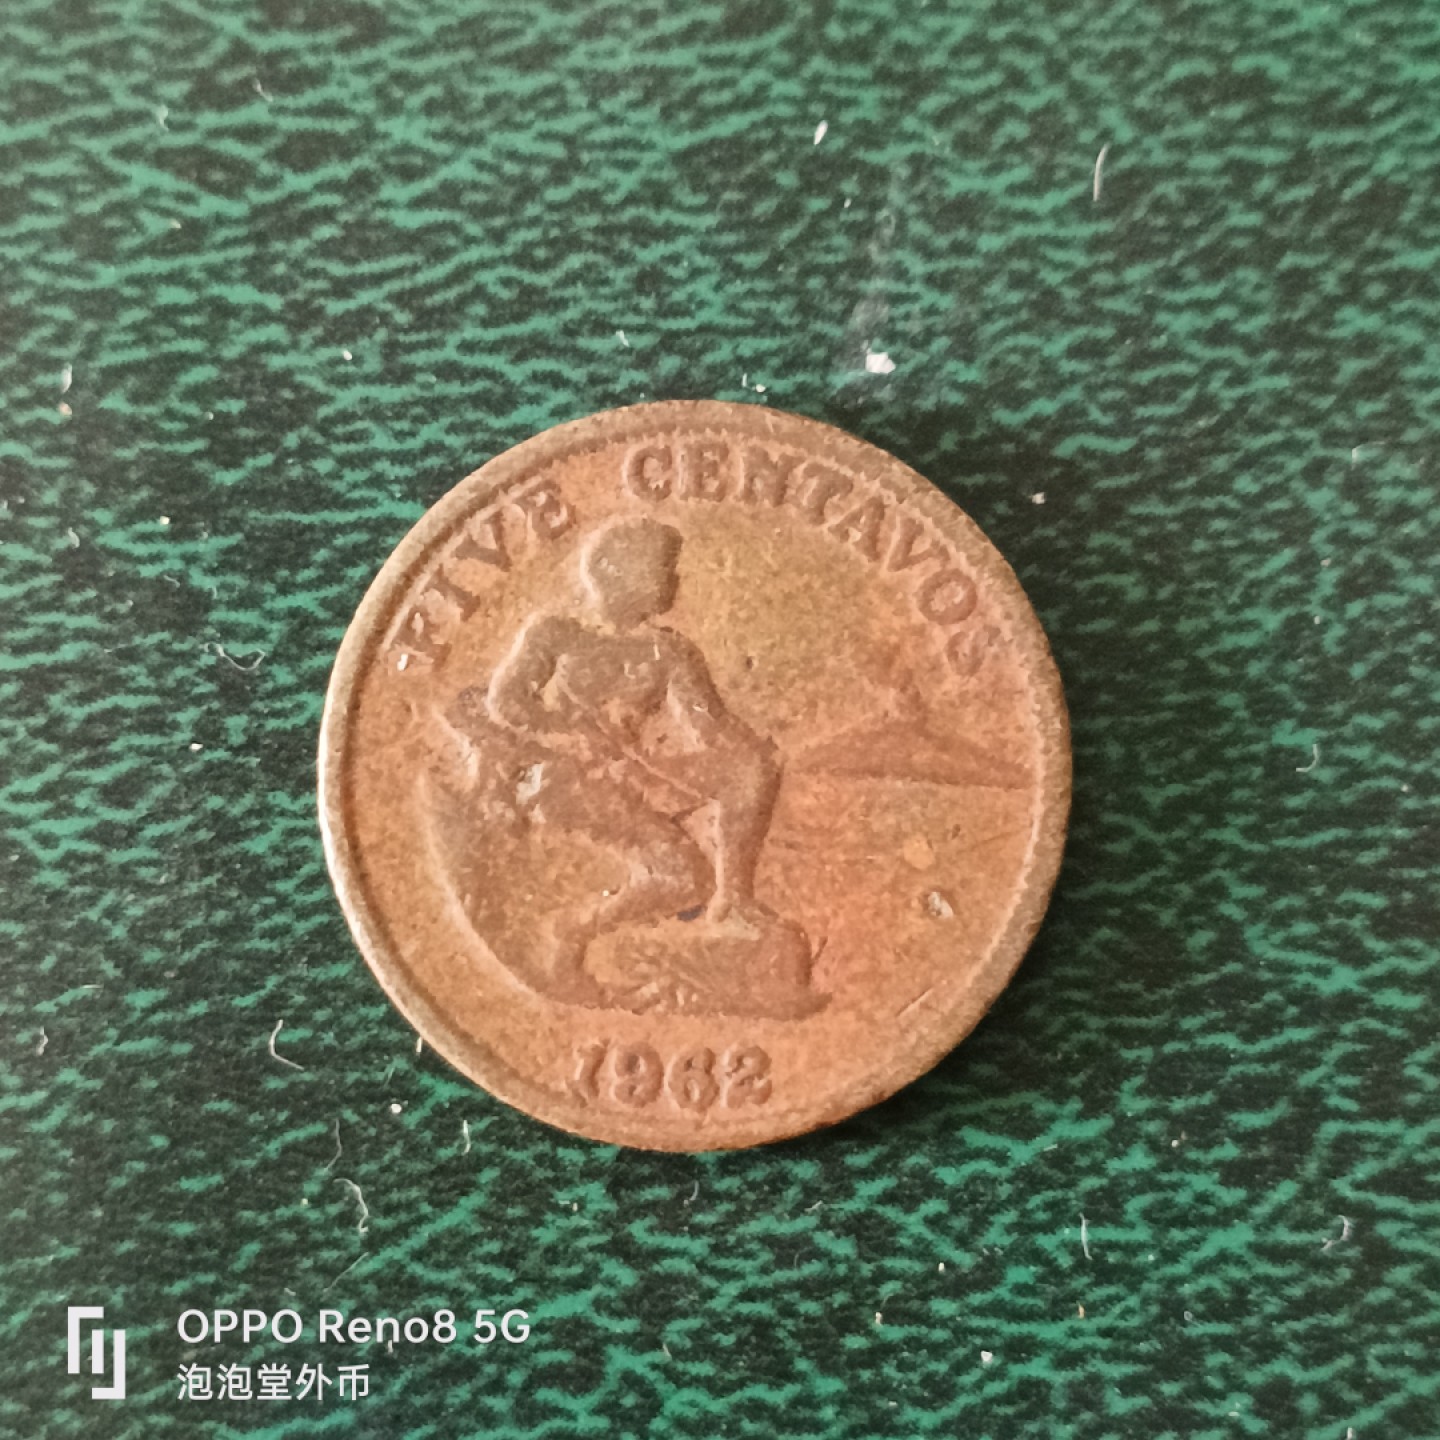 FIVE CENTAVOS
1962
OPPO Reno8 5G
泡泡堂外币